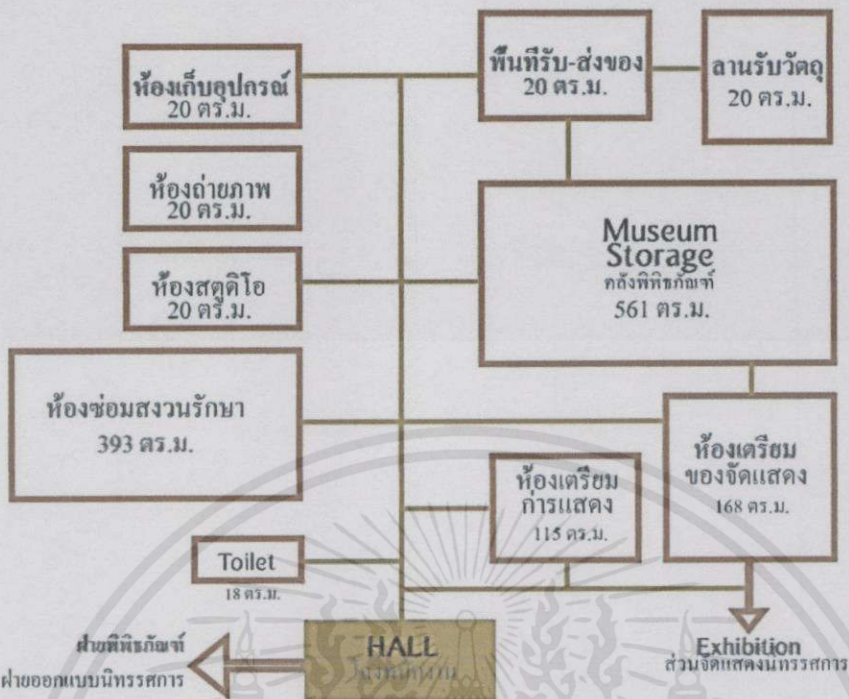 ห้องเก็บอุปกรณ์
20 ตร.ม.
พื้นที่รับ-ส่งของ
20 ตร.ม.
ลานรับวัตถุ
20 ตร.ม.
ห้องถ่ายภาพ
20 ตร.ม.
ห้องสตูดิโอ
20 ตร.ม.
Museum
Storage
คลังพิพิธภัณฑ์
561 ตร.ม.
ห้องซ่อมสงวนรักษา
393 ตร.ม.
ห้องเตรียม
การแสดง
115 ตร.ม.
ห้องเตรียม
ของจัดแสดง
168 ตร.ม.
Toilet
18 ตร.ม.
HALL
ฝ่ายพิพิธภัณฑ์
ฝ่ายออกแบบนิทรรศการ
Exhibition
ส่วนจัดแสดงนิทรรศการ